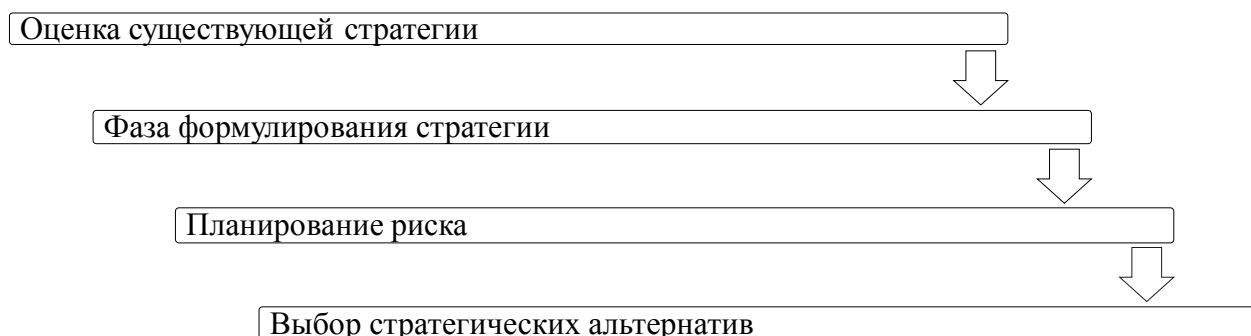 Оценка существующей стратегии
Фаза формулирования стратегии
Планирование риска
Выбор стратегических альтернатив